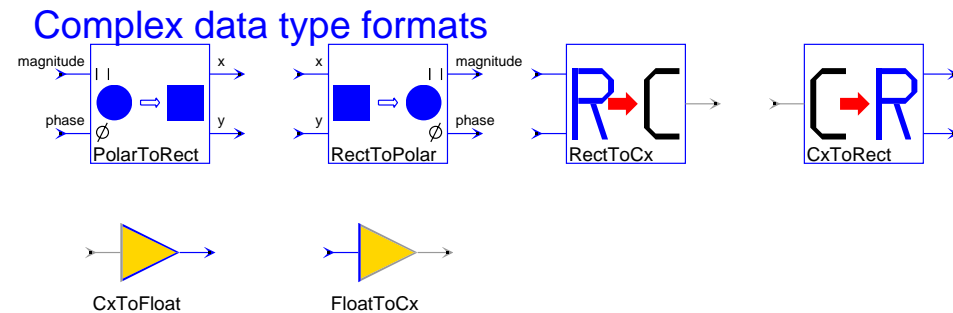 Complex data type formats
magnitude x x magnitude
phase y y phase
R C C R
PolarToRect RectToPolar RectToCx CxToRect
CxToFloat FloatToCx